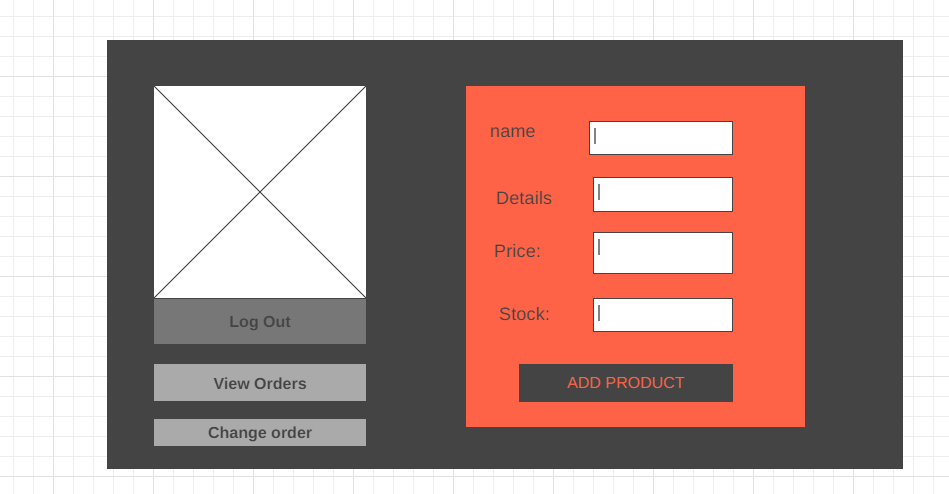 Log Out
View Orders
Change order
name
Details
Price:
Stock:
ADD PRODUCT